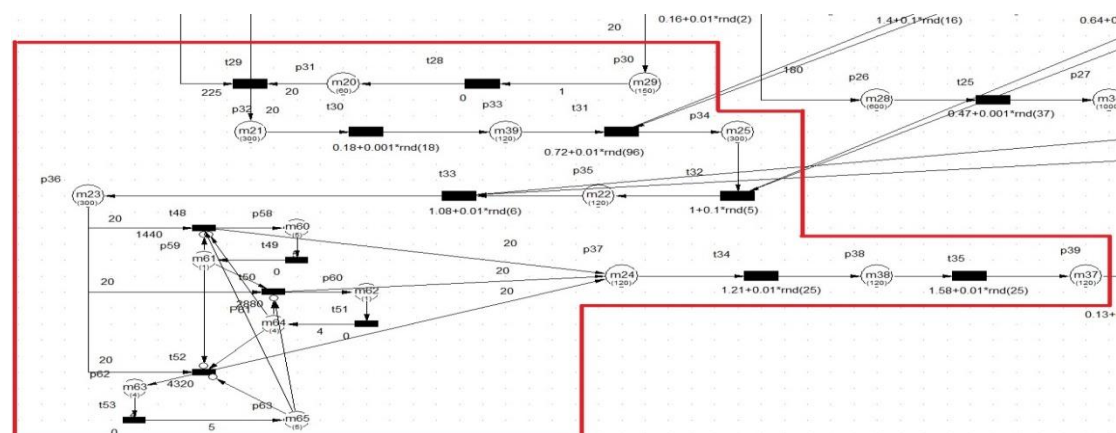 20
0.16+0.01*rnd(2)
1.4+0.1*rnd(16)
0.64+
20
t29 p31 t28 p30
m20 (60)
m29 (150)
180
225 20 0 1
p26 t25 p27
m28 (600)
0.47+0.001*rnd(37)
p32 20 t30 p33 t31 p34
m21 (300)
m39 (120)
m25 (300)
0.18+0.001*rnd(18)
0.72+0.01*rnd(96)
p36 t33 p35 t32
m23 (300)
m22 (120)
1.08+0.01*rnd(6)
1+0.1*rnd(5)
20 t48 p58
1440
m60
p59 t49
m61
0
20
p37 t34 p38 t35 p39
20 t50 p60
20
m24 (120)
m38 (120)
m37 (120)
m62
2880
20
1.21+0.01*rnd(25)
1.58+0.01*rnd(25)
P61 t51
m64 (4)
4 0
0.13+
20 t52
p62
4320
m63
t53 p63
m65
0 5